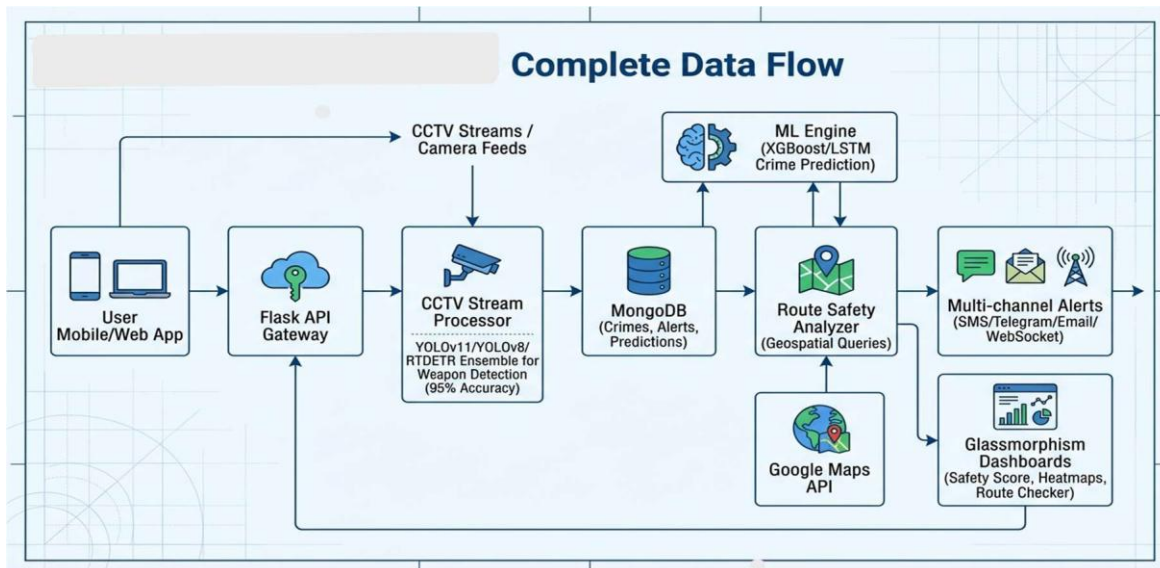 Complete Data Flow
CCTV Streams /
Camera Feeds
ML Engine
(XGBoost/LSTM
Crime Prediction)
User
Mobile/Web App
Flask API
Gateway
CCTV Stream
Processor
YOLOv11/YOLOv8/
RTDETR Ensemble for
Weapon Detection
(95% Accuracy)
MongoDB
(Crimes, Alerts,
Predictions)
Route Safety
Analyzer
(Geospatial Queries)
Multi-channel Alerts
(SMS/Telegram/Email/
WebSocket)
Google Maps
API
Glassmorphism
Dashboards
(Safety Score, Heatmaps,
Route Checker)